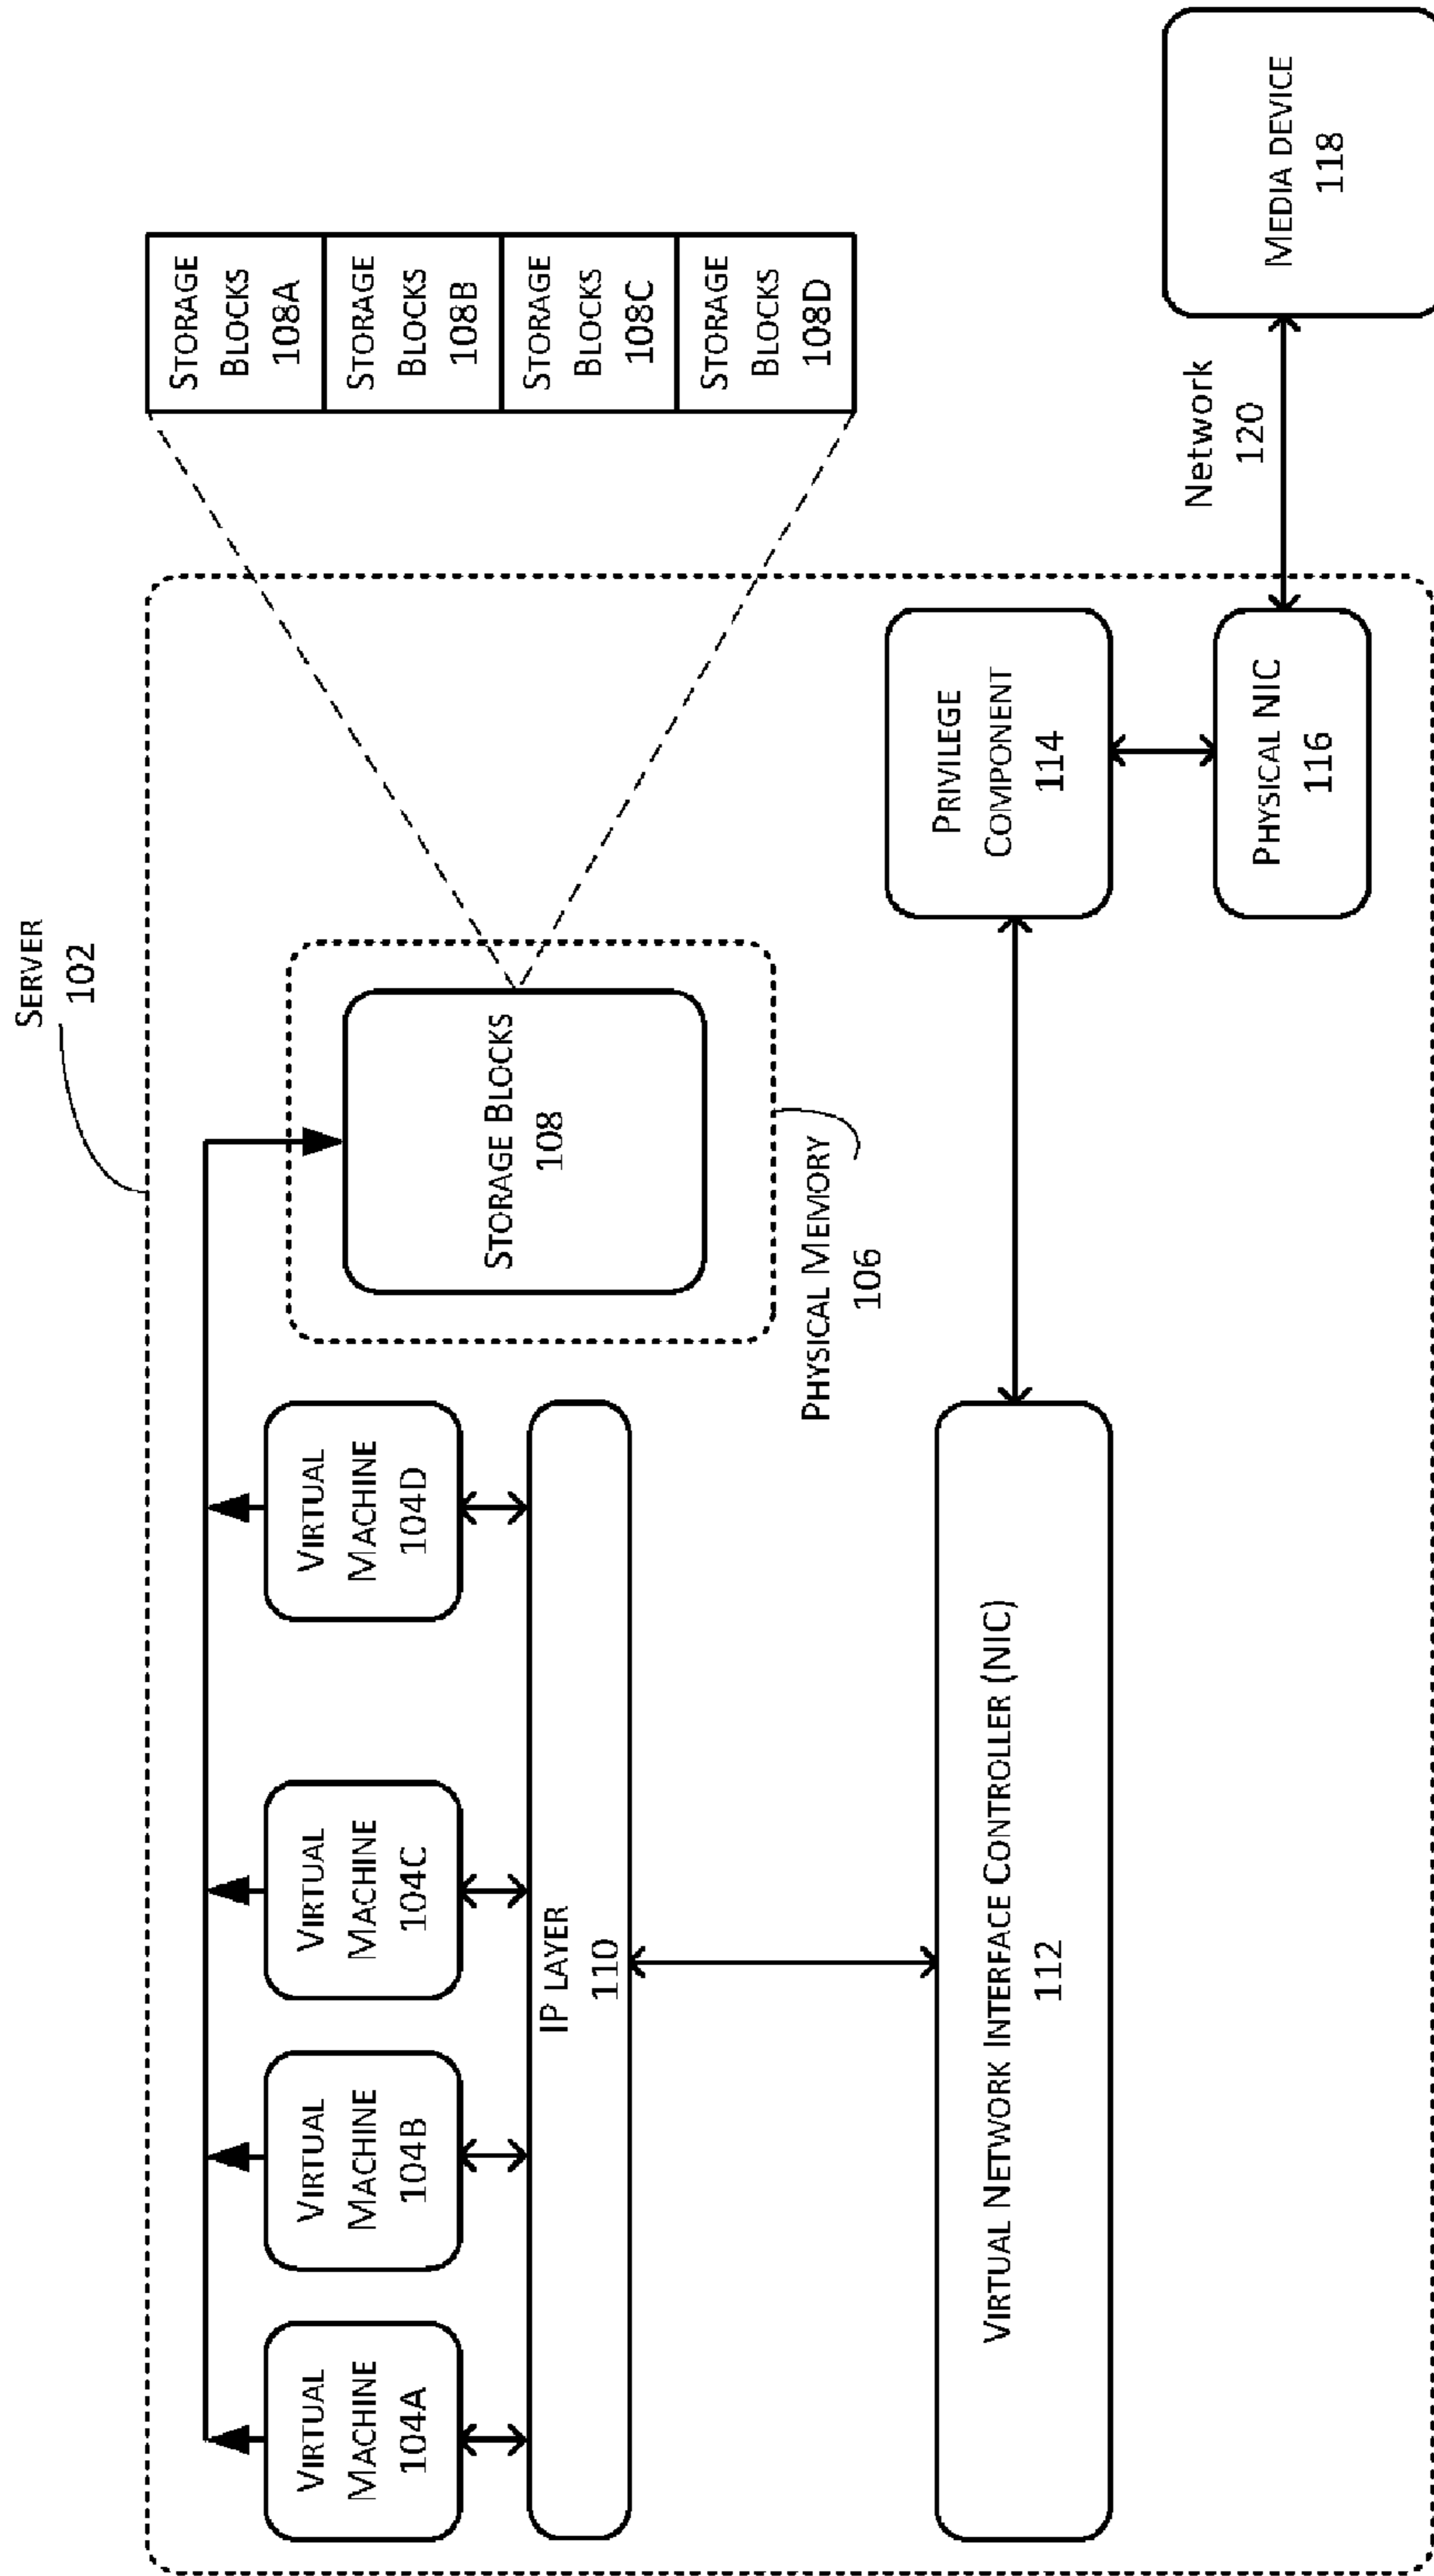 SERVER
102
VIRTUAL
MACHINE
104A
VIRTUAL
MACHINE
104B
VIRTUAL
MACHINE
104C
VIRTUAL
MACHINE
104D
STORAGE BLOCKS
108
STORAGE
BLOCKS
108A
STORAGE
BLOCKS
108B
STORAGE
BLOCKS
108C
STORAGE
BLOCKS
108D
IP LAYER
110
PHYSICAL MEMORY
106
VIRTUAL NETWORK INTERFACE CONTROLLER (NIC)
112
PRIVILEGE
COMPONENT
114
PHYSICAL NIC
116
Network
120
MEDIA DEVICE
118